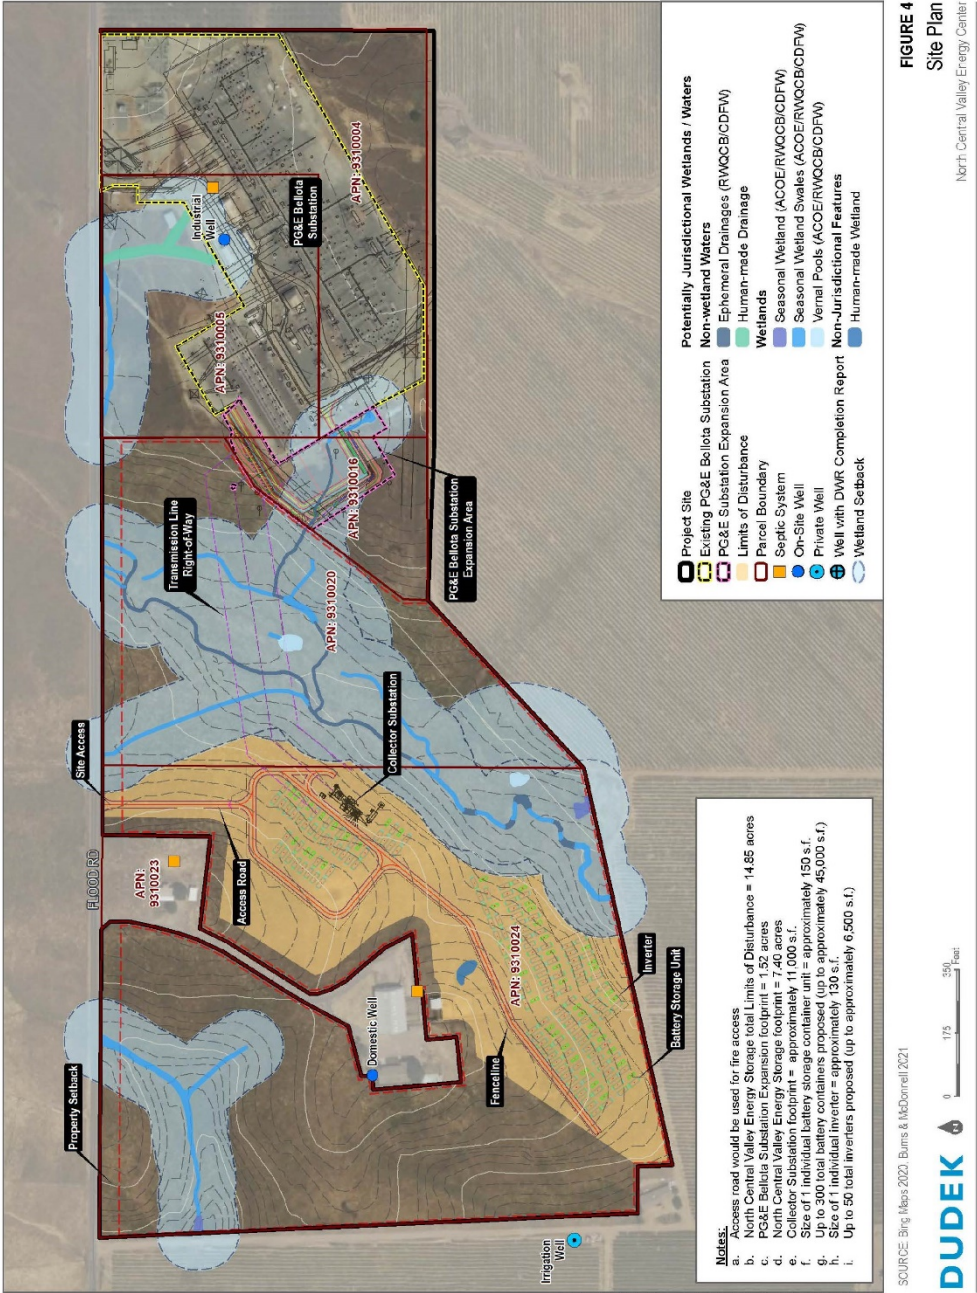 FLOOD RD
Property Setback
Site Access
APN:
9310023
Access Road
Domestic Well
Fenceline
APN: 9310024
Collector Substation
Inverter
Battery Storage Unit
Irrigation
Well
Transmission Line
Right-of-Way
APN: 9310020
APN: 9310016
PG&E Bellota Substation
Expansion Area
APN: 9310005
Industrial
Well
PG&E Bellota
Substation
APN: 9310004
Notes:
a. Access road would be used for fire access
b. North Central Valley Energy Storage total Limits of Disturbance = 14.85 acres
c. PG&E Bellota Substation Expansion footprint = 1.52 acres
d. North Central Valley Energy Storage footprint = 7.40 acres
e. Collector Substation footprint = approximately 11,000 s.f.
f. Size of 1 individual battery storage container unit = approximately 150 s.f.
g. Up to 300 total battery containers proposed (up to approximately 45,000 s.f.)
h. Size of 1 individual inverter = approximately 130 s.f.
i. Up to 50 total inverters proposed (up to approximately 6,500 s.f.)
Project Site
Existing PG&E Bellota Substation
PG&E Substation Expansion Area
Limits of Disturbance
Parcel Boundary
Septic System
On-Site Well
Private Well
Well with DWR Completion Report
Wetland Setback
Potentially Jurisdictional Wetlands / Waters
Non-wetland Waters
Ephemeral Drainages (RWQCB/CDFW)
Human-made Drainage
Wetlands
Seasonal Wetland (ACOE/RWQCB/CDFW)
Seasonal Wetland Swales (ACOE/RWQCB/CDFW)
Vernal Pools (ACOE/RWQCB/CDFW)
Non-Jurisdictional Features
Human-made Wetland
SOURCE: Bing Maps 2020, Burns & McDonnell 2021
DUDEK
N
0 175 350
Feet
FIGURE 4
Site Plan
North Central Valley Energy Center